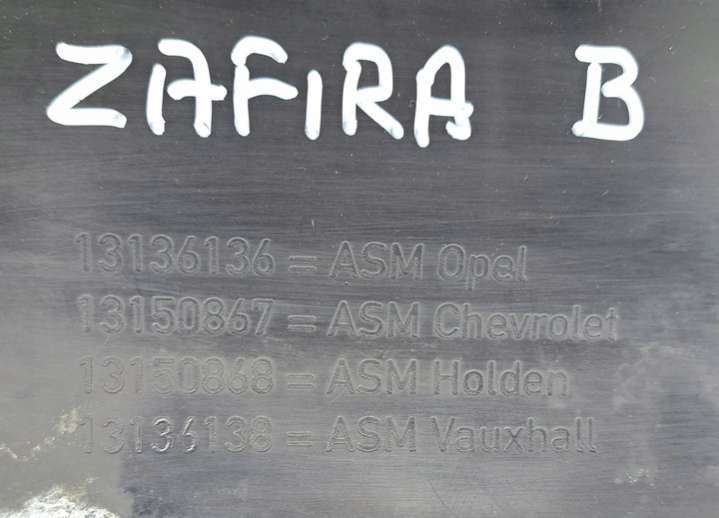 ZAFIRA B
13136136 = ASM Opel
13150867 = ASM Chevrolet
13150868 = ASM Holden
13136138 = ASM Vauxhall